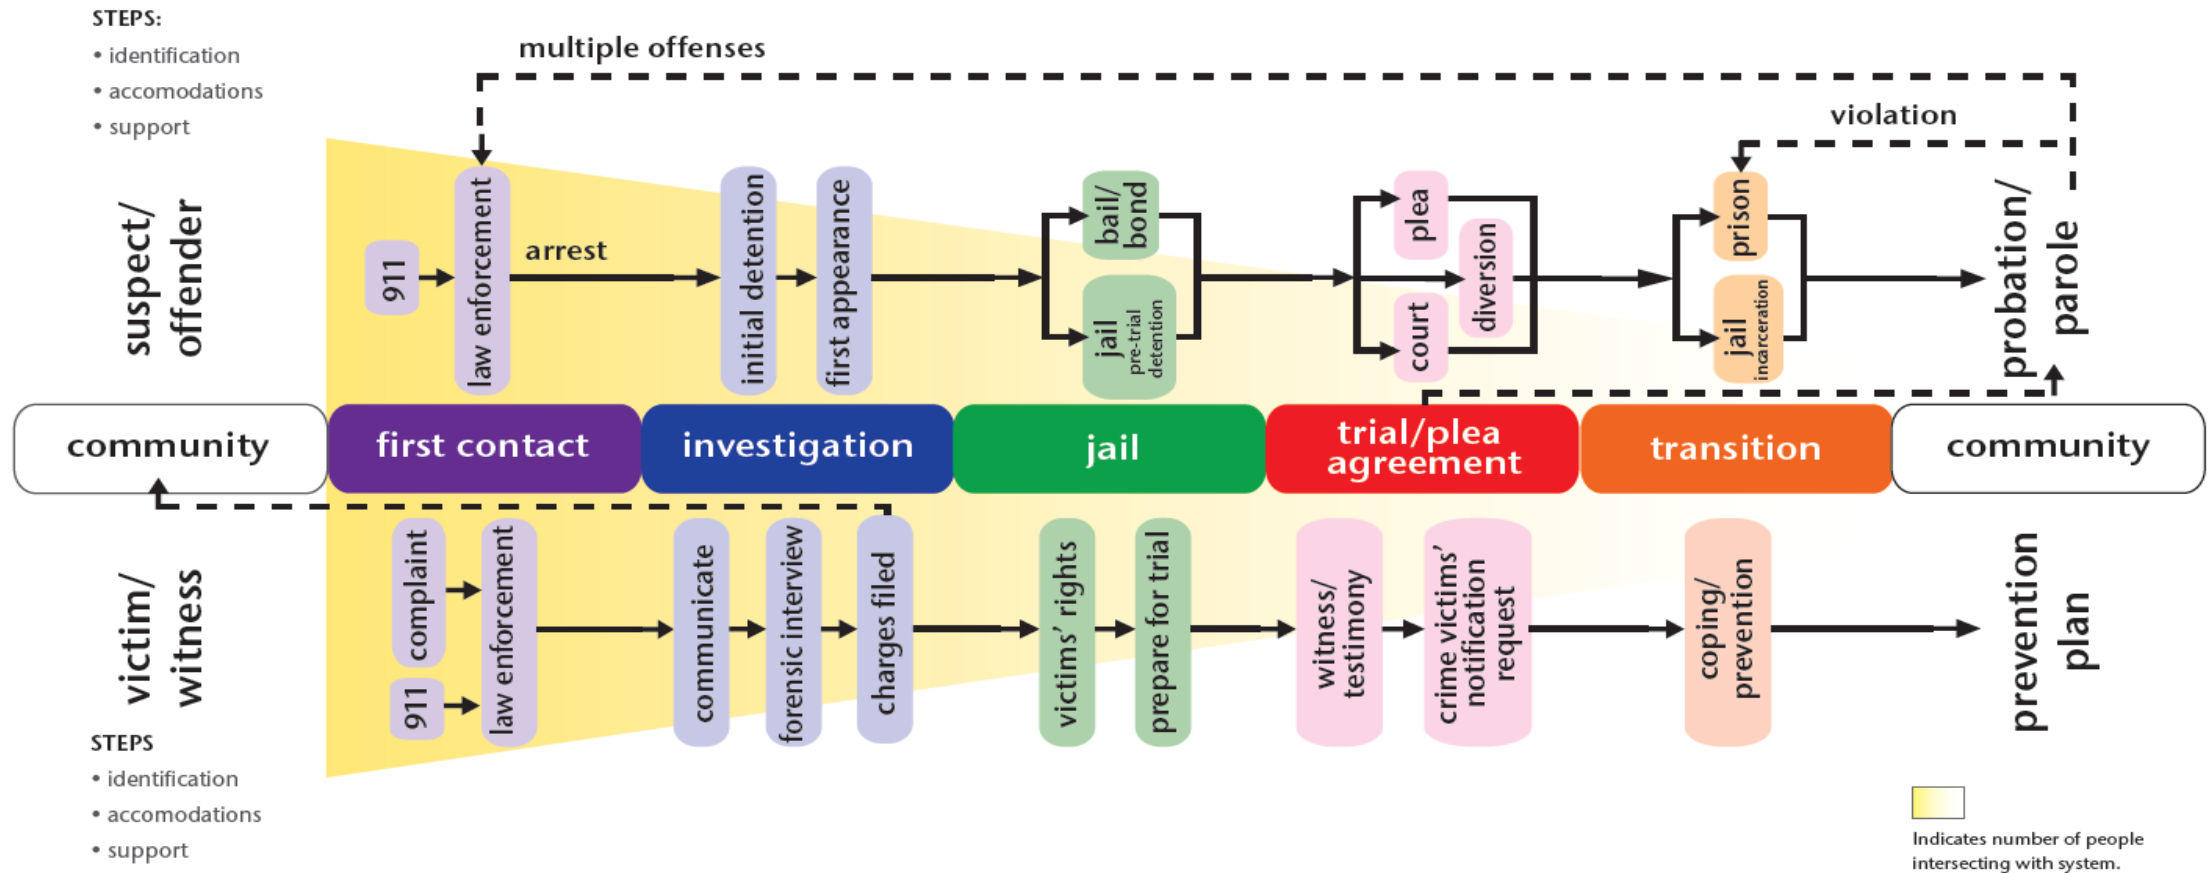 STEPS:
• identification
• accomodations
• support
multiple offenses
violation
suspect/
offender
911
law enforcement
arrest
initial detention
first appearance
bail/
bond
jail
pre-trial
detention
plea
diversion
court
prison
jail
incarceration
probation/
parole
community
first contact
investigation
jail
trial/plea
agreement
transition
community
victim/
witness
complaint
911
law enforcement
communicate
forensic interview
charges filed
victims' rights
prepare for trial
witness/
testimony
crime victims'
notification
request
coping/
prevention
prevention
plan
STEPS
• identification
• accomodations
• support
Indicates number of people
intersecting with system.